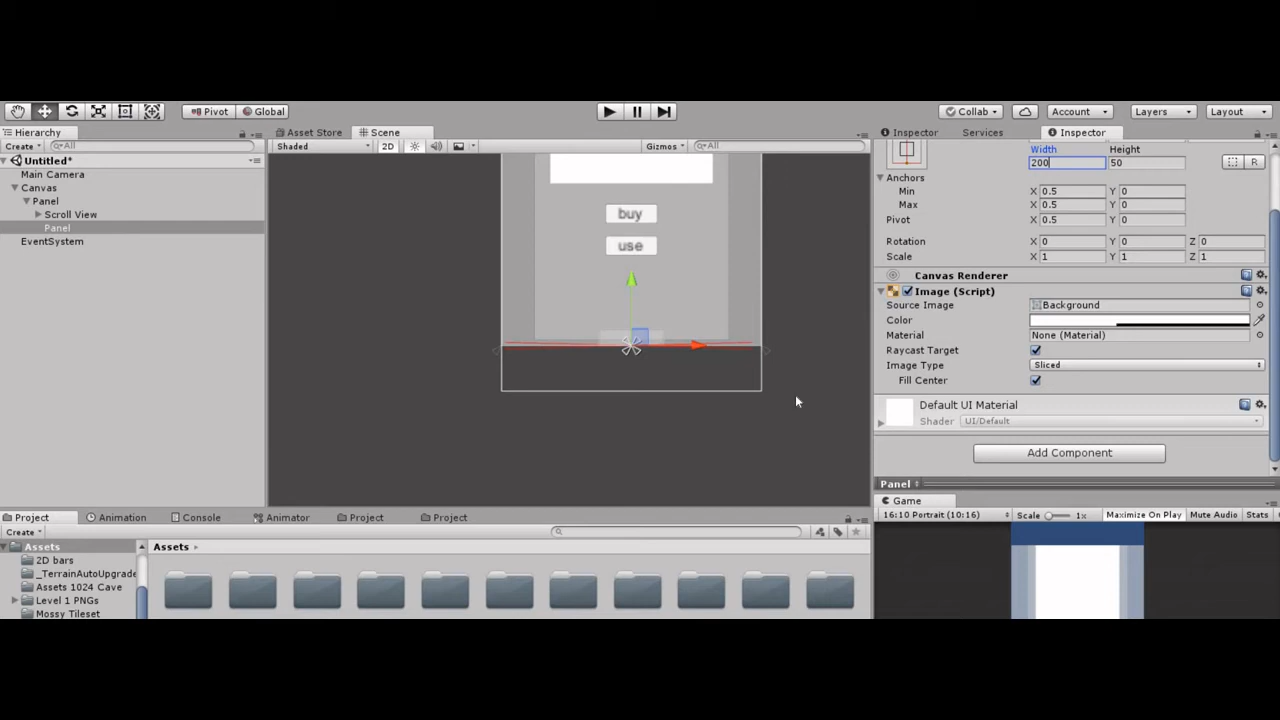 Pivot Global Collab Account Layers Layout
Hierarchy Asset Store Scene Inspector Services Inspector
Create All Shaded 2D Gizmos All Width Height
Untitled* 200 50 R
Main Camera Anchors
Canvas Min X 0.5 Y 0
Panel Max X 0.5 Y 0
Scroll View buy Pivot X 0.5 Y 0
Panel
EventSystem use Rotation X 0 Y 0 Z 0
Scale X 1 Y 1 Z 1
Canvas Renderer
Image (Script)
Source Image Background
Color
Material None (Material)
Raycast Target
Image Type Sliced
Fill Center
Default UI Material
Shader UI/Default
Add Component
Panel
Game
Project Animation Console Animator Project Project 16:10 Portrait (10:16) Scale 1x Maximize On Play Mute Audio Stats
Create
Assets Assets
2D bars
_TerrainAutoUpgrade
Assets 1024 Cave
Level 1 PNGs
Mossy Tileset